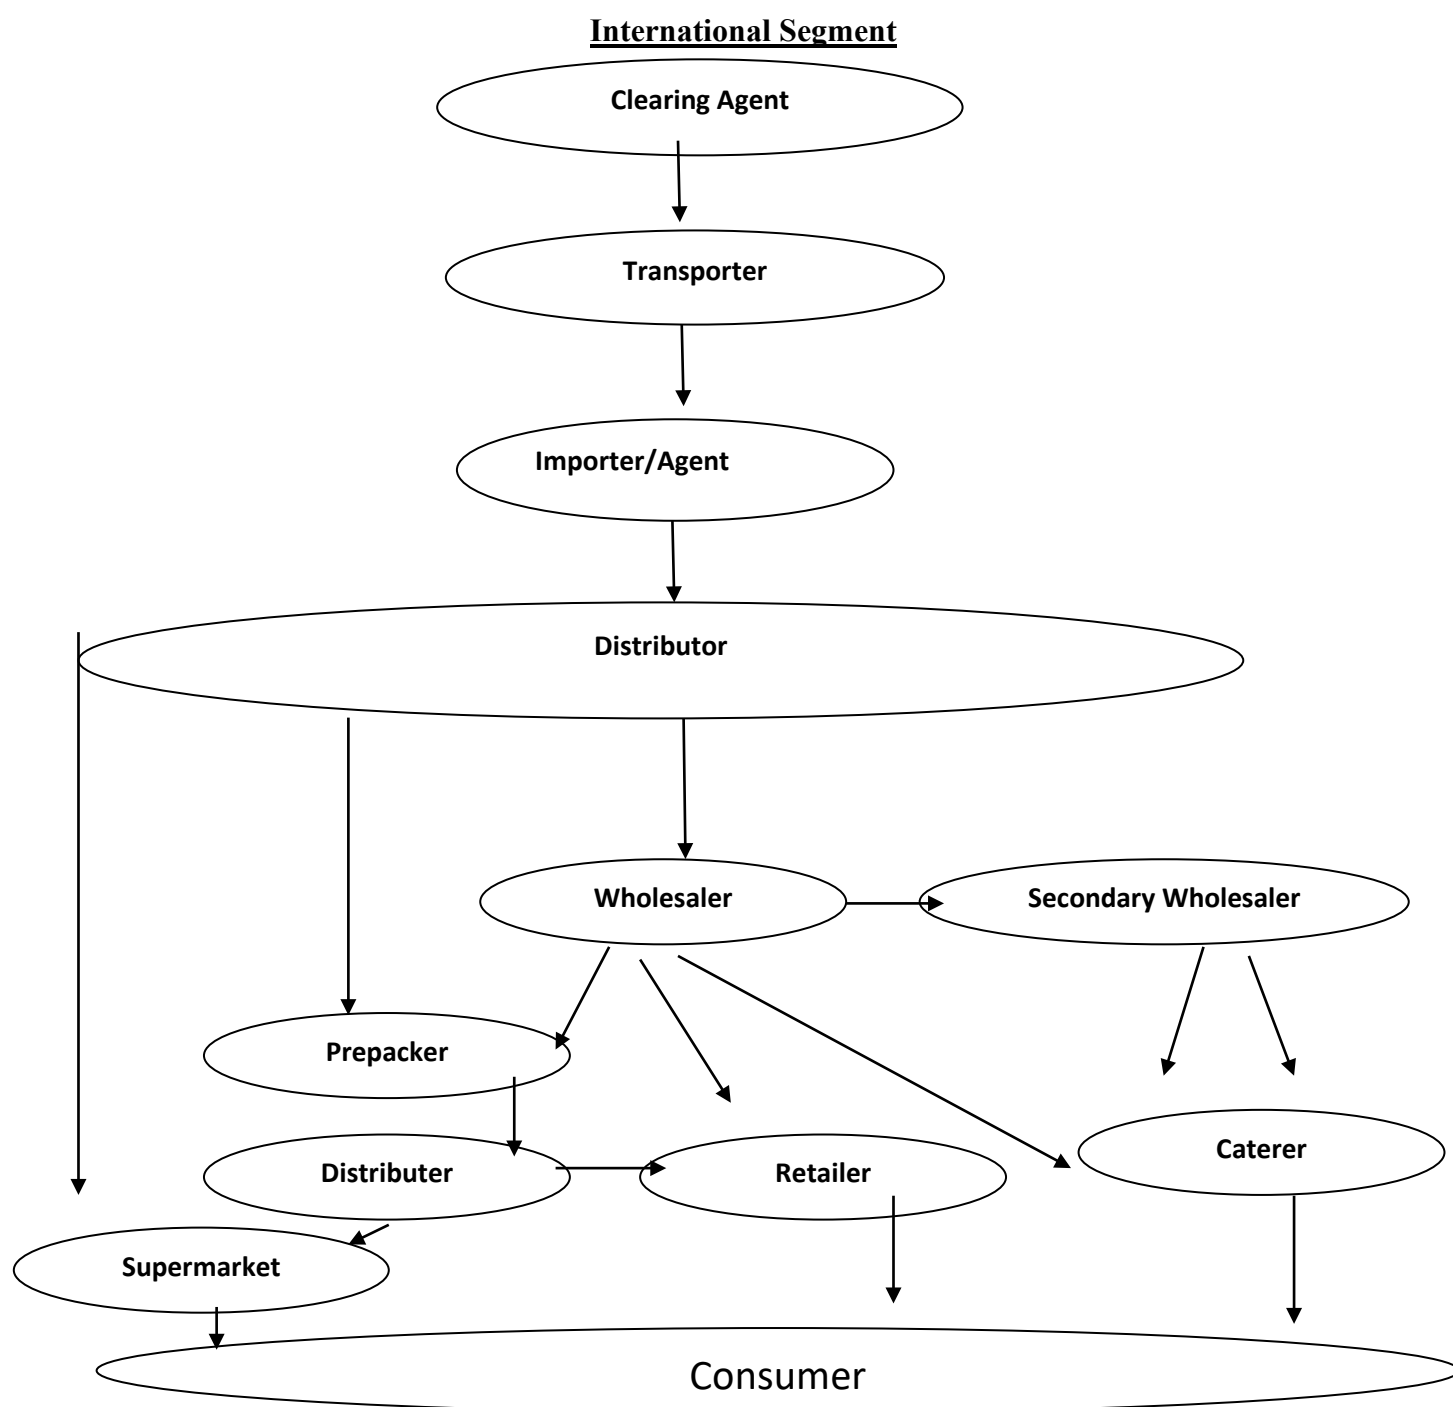 International Segment
Clearing Agent
Transporter
Importer/Agent
Distributor
Wholesaler
Secondary Wholesaler
Prepacker
Caterer
Distributer
Retailer
Supermarket
Consumer